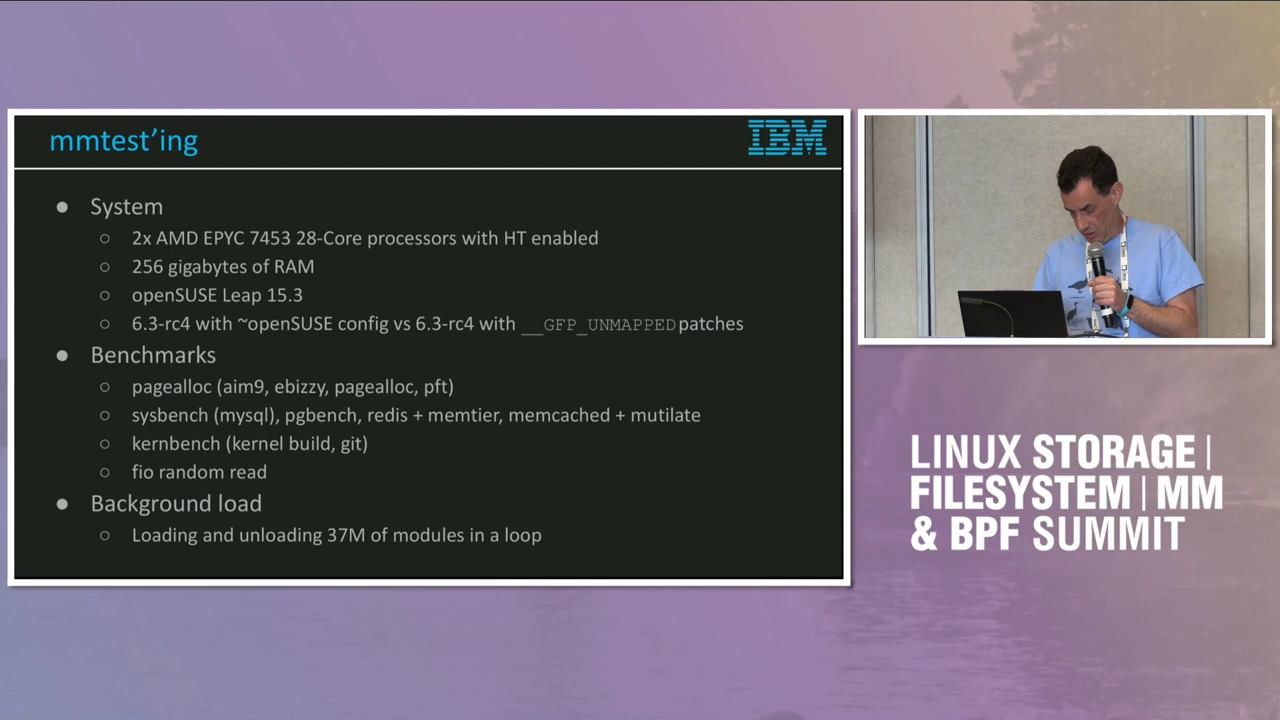 mmtest’ing
IBM
● System
○ 2x AMD EPYC 7453 28-Core processors with HT enabled
○ 256 gigabytes of RAM
○ openSUSE Leap 15.3
○ 6.3-rc4 with ~openSUSE config vs 6.3-rc4 with __GFP_UNMAPPED patches
● Benchmarks
○ pagealloc (aim9, ebizzy, pagealloc, pft)
○ sysbench (mysql), pgbench, redis + memtier, memcached + mutilate
○ kernbench (kernel build, git)
○ fio random read
● Background load
○ Loading and unloading 37M of modules in a loop
LINUX STORAGE |
FILESYSTEM | MM
& BPF SUMMIT